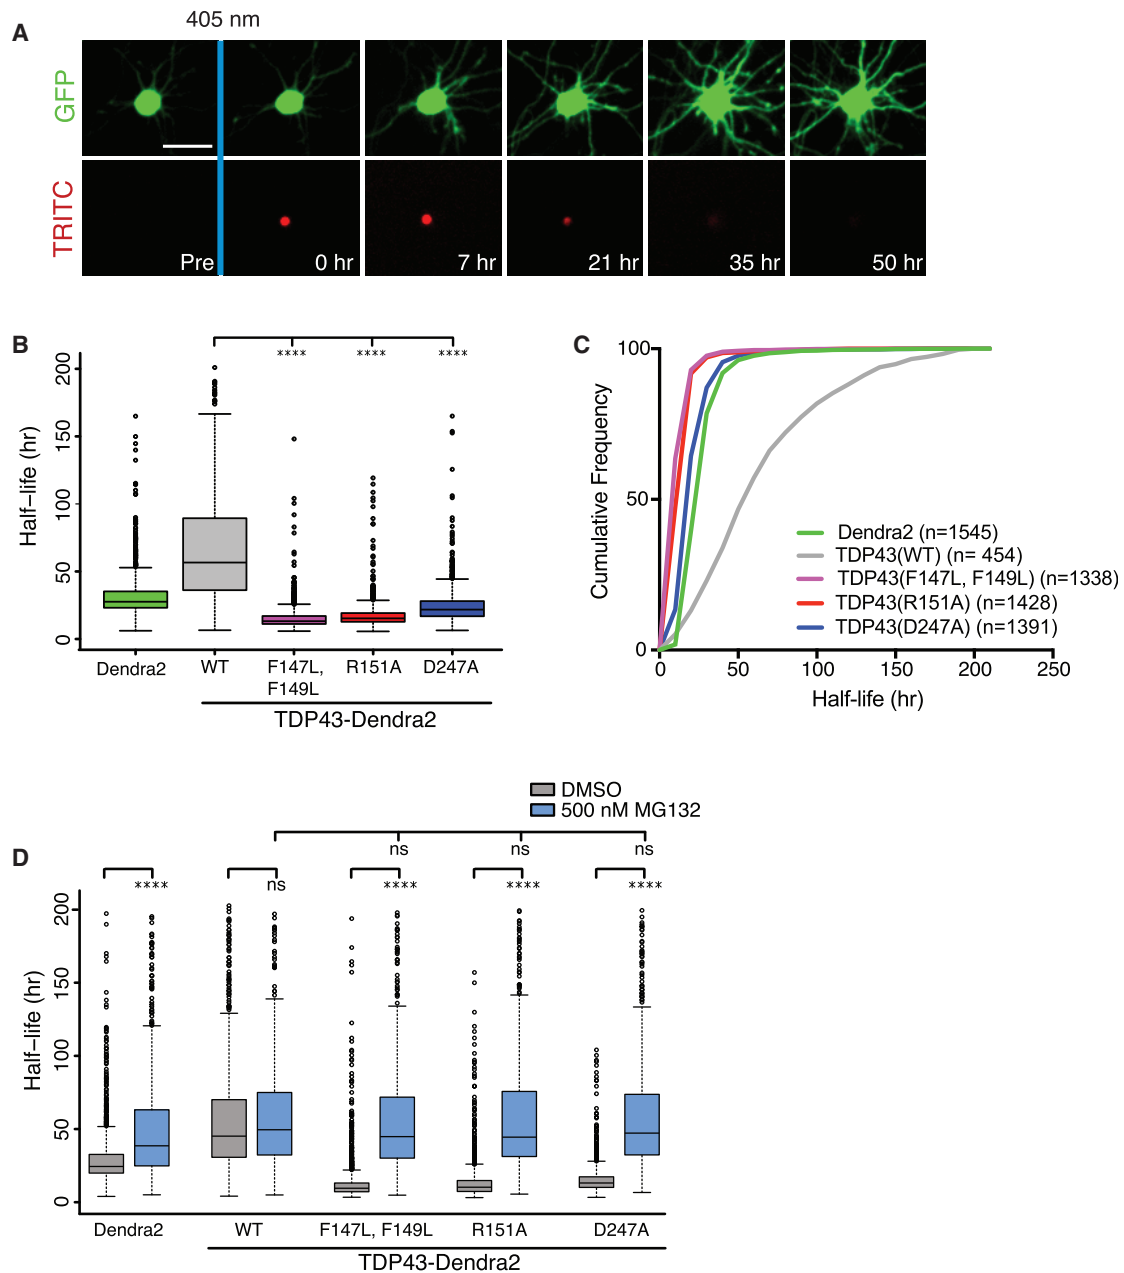 A
405 nm
GFP
TRITC
Pre
0 hr
7 hr
21 hr
35 hr
50 hr
B
**** **** ****
Half–life (hr)
200
150
100
50
0
Dendra2
WT
F147L,
F149L
R151A
D247A
TDP43-Dendra2
C
Cumulative Frequency
100
50
0
Dendra2 (n=1545)
TDP43(WT) (n= 454)
TDP43(F147L, F149L) (n=1338)
TDP43(R151A) (n=1428)
TDP43(D247A) (n=1391)
0 50 100 150 200 250
Half-life (hr)
DMSO
500 nM MG132
D
ns ns ns
**** ns **** **** ****
Half–life (hr)
200
150
100
50
0
Dendra2
WT
F147L, F149L
R151A
D247A
TDP43-Dendra2